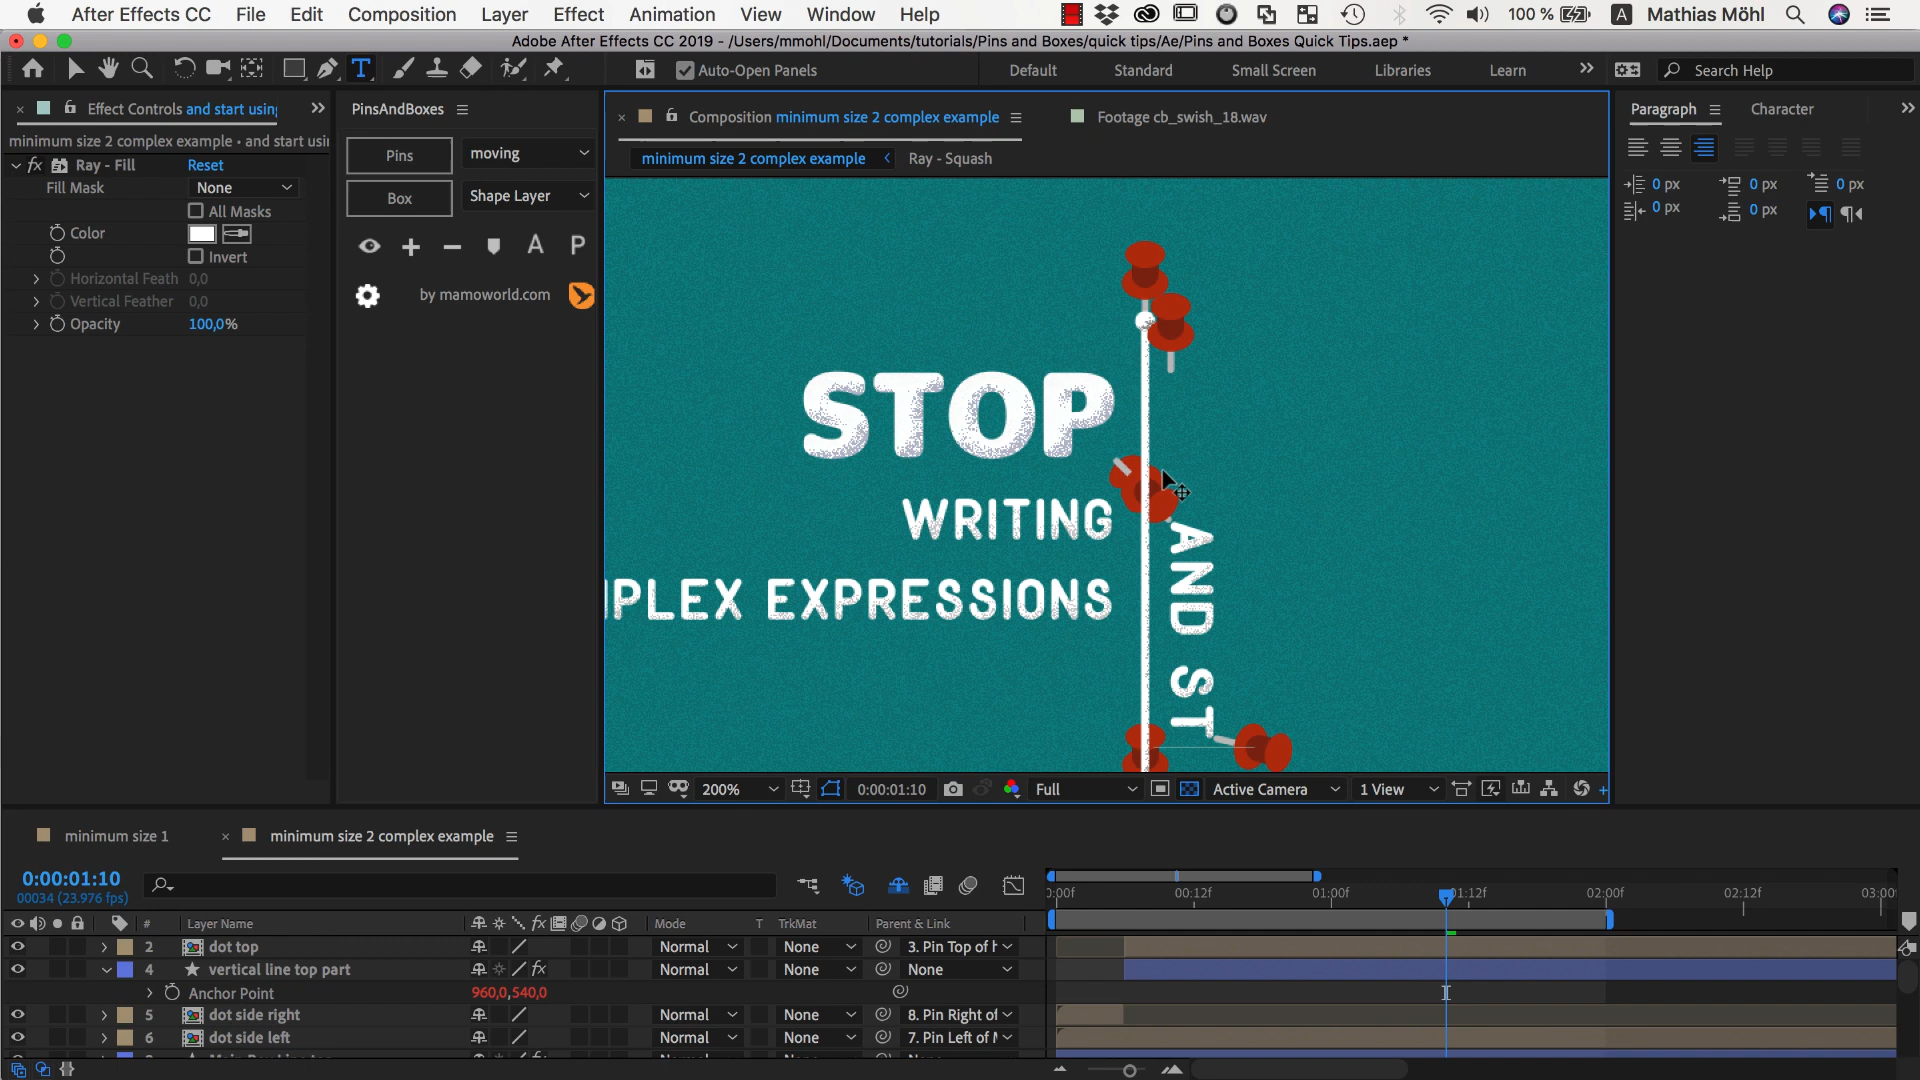 After Effects CC File Edit Composition Layer Effect Animation View Window Help 100 % A Mathias Möhl
Adobe After Effects CC 2019 - /Users/mmohl/Documents/tutorials/Pins and Boxes/quick tips/Ae/Pins and Boxes Quick Tips.aep *
T Auto-Open Panels Default Standard Small Screen Libraries Learn Search Help
Effect Controls and start using
minimum size 2 complex example • and start usi
fx Ray - Fill Reset
Fill Mask None
All Masks
Color
Invert
Horizontal Feath 0,0
Vertical Feather 0,0
Opacity 100,0%
PinsAndBoxes
Pins moving
Box Shape Layer
A P
by mamoworld.com
Composition minimum size 2 complex example Footage cb_swish_18.wav
minimum size 2 complex example Ray - Squash
STOP
WRITING
MPLEX EXPRESSIONS
AND ST
200% 0:00:01:10 Full Active Camera 1 View
Paragraph Character
0 px 0 px 0 px
0 px 0 px
minimum size 1 minimum size 2 complex example
0:00:01:10
00034 (23.976 fps)
:00f 00:12f 01:00f 01:12f 02:00f 02:12f 03:00
# Layer Name fx Mode T TrkMat Parent & Link
2 dot top Normal None 3. Pin Top of
4 vertical line top part fx Normal None None
Anchor Point 960,0,540,0
5 dot side right Normal None 8. Pin Right of
6 dot side left Normal None 7. Pin Left of